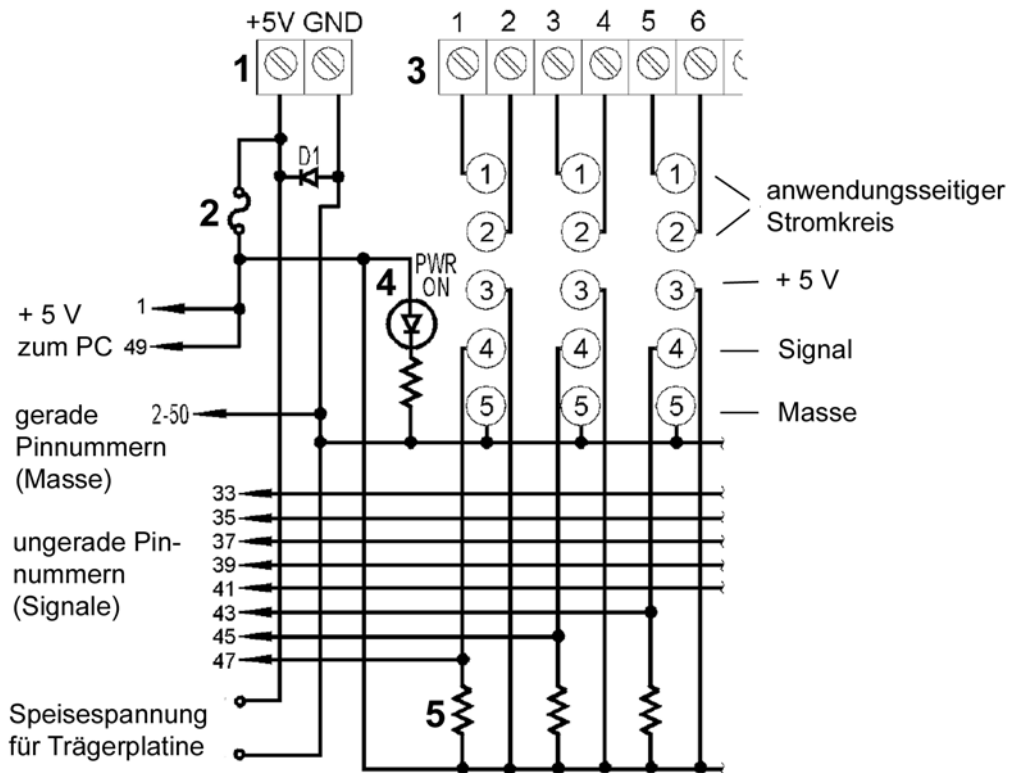 +5V GND 1 2 3 4 5 6
1 3
D1
1 1 1
2
anwendungsseitiger
Stromkreis
2 2 2
4 PWR
ON
3 3 3
+ 5 V
+ 5 V 1
zum PC 49
4 4 4
Signal
gerade 2-50
Pinnummern
(Masse)
5 5 5
Masse
33
35
ungerade Pin-
nummern
(Signale)
37
39
41
43
45
47
5
Speisespannung
für Trägerplatine